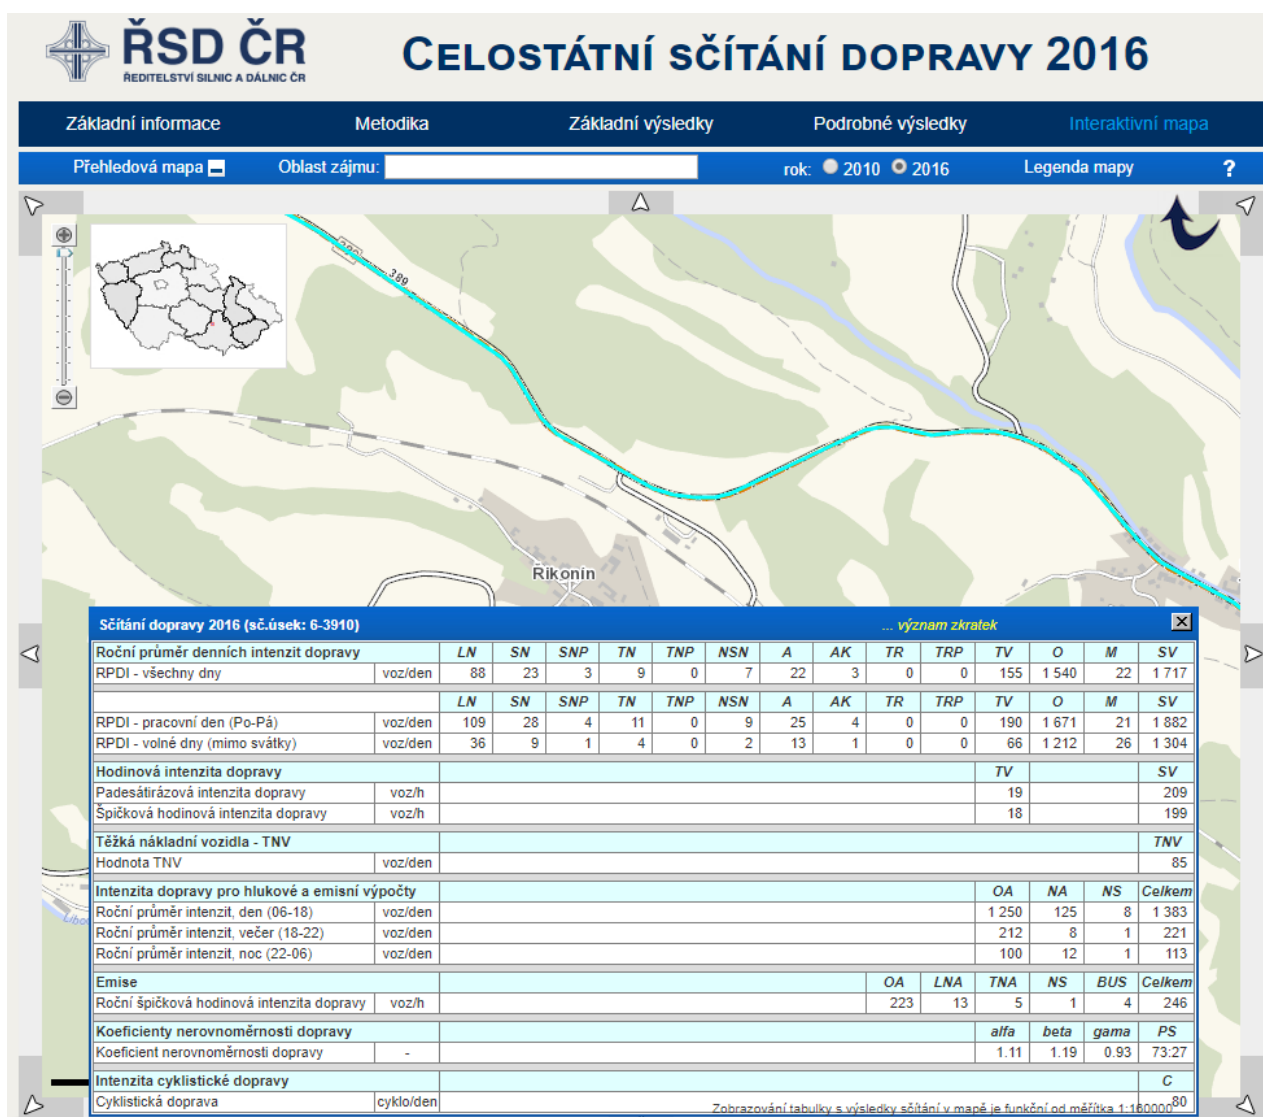 ŘSD ČR
ŘEDITELSTVÍ SILNIC A DÁLNIC ČR
CELOSTÁTNÍ SČÍTÁNÍ DOPRAVY 2016
Základní informace Metodika Základní výsledky Podrobné výsledky Interaktivní mapa
Přehledová mapa Oblast zájmu: rok: 2010 2016 Legenda mapy ?
389
Říkonín
Sčítání dopravy 2016 (sč.úsek: 6-3910) ... význam zkratek
Roční průměr denních intenzit dopravy LN SN SNP TN TNP NSN A AK TR TRP TV O M SV
RPDI - všechny dny voz/den 88 23 3 9 0 7 22 3 0 0 155 1 540 22 1 717
LN SN SNP TN TNP NSN A AK TR TRP TV O M SV
RPDI - pracovní den (Po-Pá) voz/den 109 28 4 11 0 9 25 4 0 0 190 1 671 21 1 882
RPDI - volné dny (mimo svátky) voz/den 36 9 1 4 0 2 13 1 0 0 66 1 212 26 1 304
Hodinová intenzita dopravy TV SV
Padesátirázová intenzita dopravy voz/h 19 209
Špičková hodinová intenzita dopravy voz/h 18 199
Těžká nákladní vozidla - TNV TNV
Hodnota TNV voz/den 85
Intenzita dopravy pro hlukové a emisní výpočty OA NA NS Celkem
Roční průměr intenzit, den (06-18) voz/den 1 250 125 8 1 383
Roční průměr intenzit, večer (18-22) voz/den 212 8 1 221
Roční průměr intenzit, noc (22-06) voz/den 100 12 1 113
Emise OA LNA TNA NS BUS Celkem
Roční špičková hodinová intenzita dopravy voz/h 223 13 5 1 4 246
Koeficienty nerovnoměrnosti dopravy alfa beta gama PS
Koeficient nerovnoměrnosti dopravy - 1.11 1.19 0.93 73:27
Intenzita cyklistické dopravy C
Cyklistická doprava cyklo/den 80
Zobrazování tabulky s výsledky sčítání v mapě je funkční od měřítka 1:160000